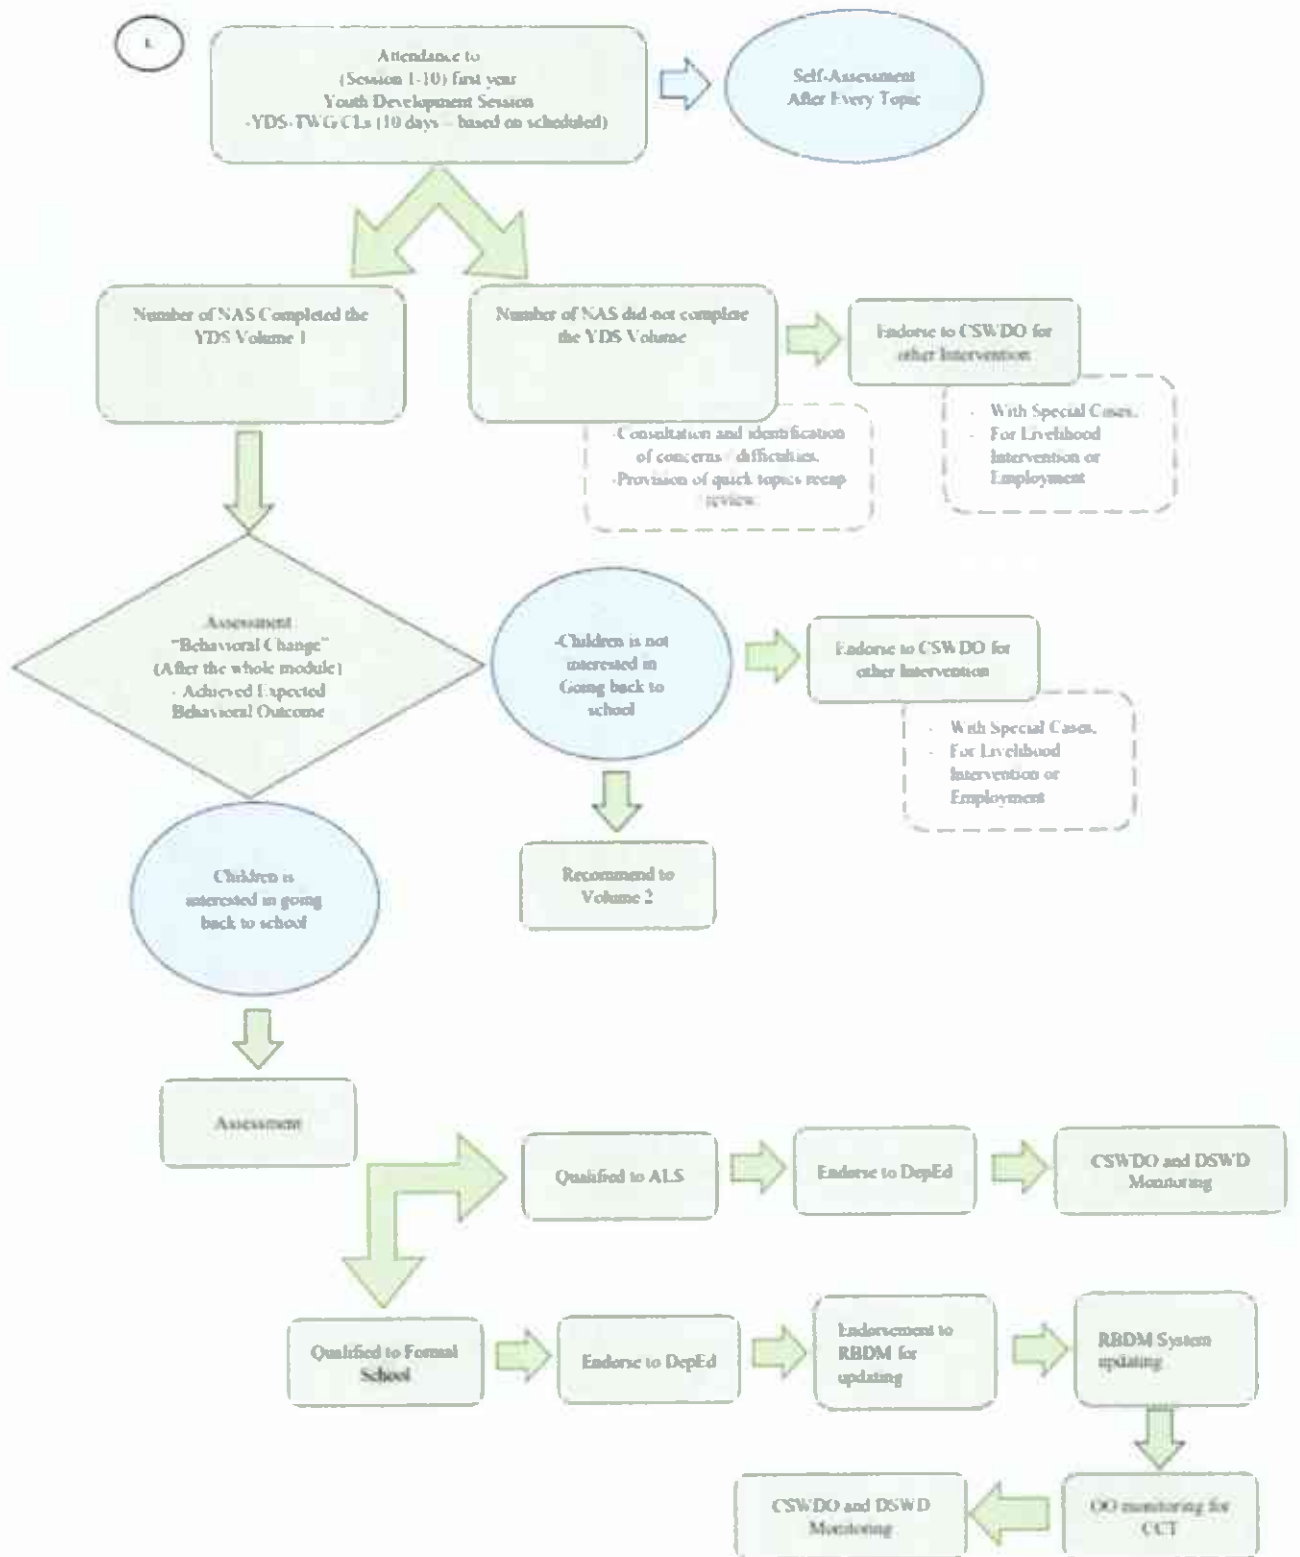 Attendance to
(Session 1-10) first year
Youth Development Session
-YDS-TWG/CLs (10 days – based on scheduled)
Self-Assessment
After Every Topic
Number of NAS Completed the
YDS Volume 1
Number of NAS did-not complete
the YDS Volume
Endorse to CSWDO for
other Intervention
- With Special Cases.
- For Livelihood
Intervention or
Employment
-Consultation and identification
of concerns / difficulties.
-Provision of quick topics recap
review.
Assessment
"Behavioral Change"
(After the whole module)
- Achieved Expected
Behavioral Outcome
-Children is not
interested in
Going back to
school
Endorse to CSWDO for
other Intervention
- With Special Cases.
- For Livelihood
Intervention or
Employment
Recommend to
Volume 2
Children is
interested in going
back to school
Assessment
Qualified to ALS
Endorse to DepEd
CSWDO and DSWD
Monitoring
Qualified to Formal
School
Endorse to DepEd
Endorsement to
RBDM for
updating
RBDM System
updating
OO monitoring for
CCT
CSWDO and DSWD
Monitoring